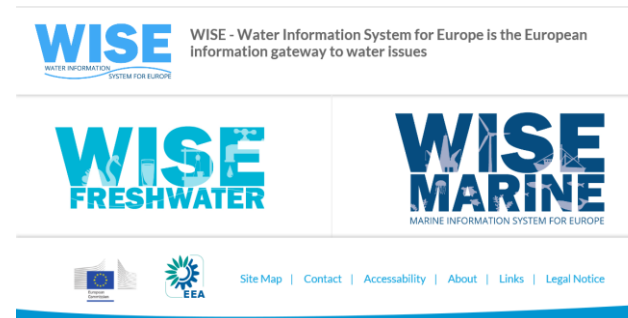 WISE
WATER INFORMATION
SYSTEM FOR EUROPE
WISE - Water Information System for Europe is the European
information gateway to water issues
WISE
FRESHWATER
WISE
MARINE
MARINE INFORMATION SYSTEM FOR EUROPE
European
Commission
EEA
Site Map | Contact | Accessability | About | Links | Legal Notice